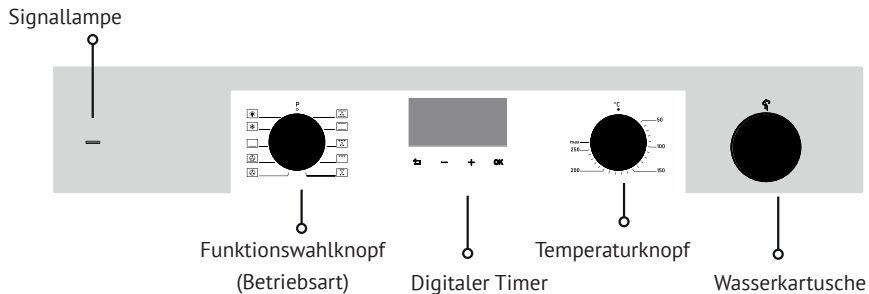 Signallampe
P
°C
50
100
150
200
250
max
OK
Funktionswahlknopf
(Betriebsart)
Digitaler Timer
Temperaturknopf
Wasserkartusche